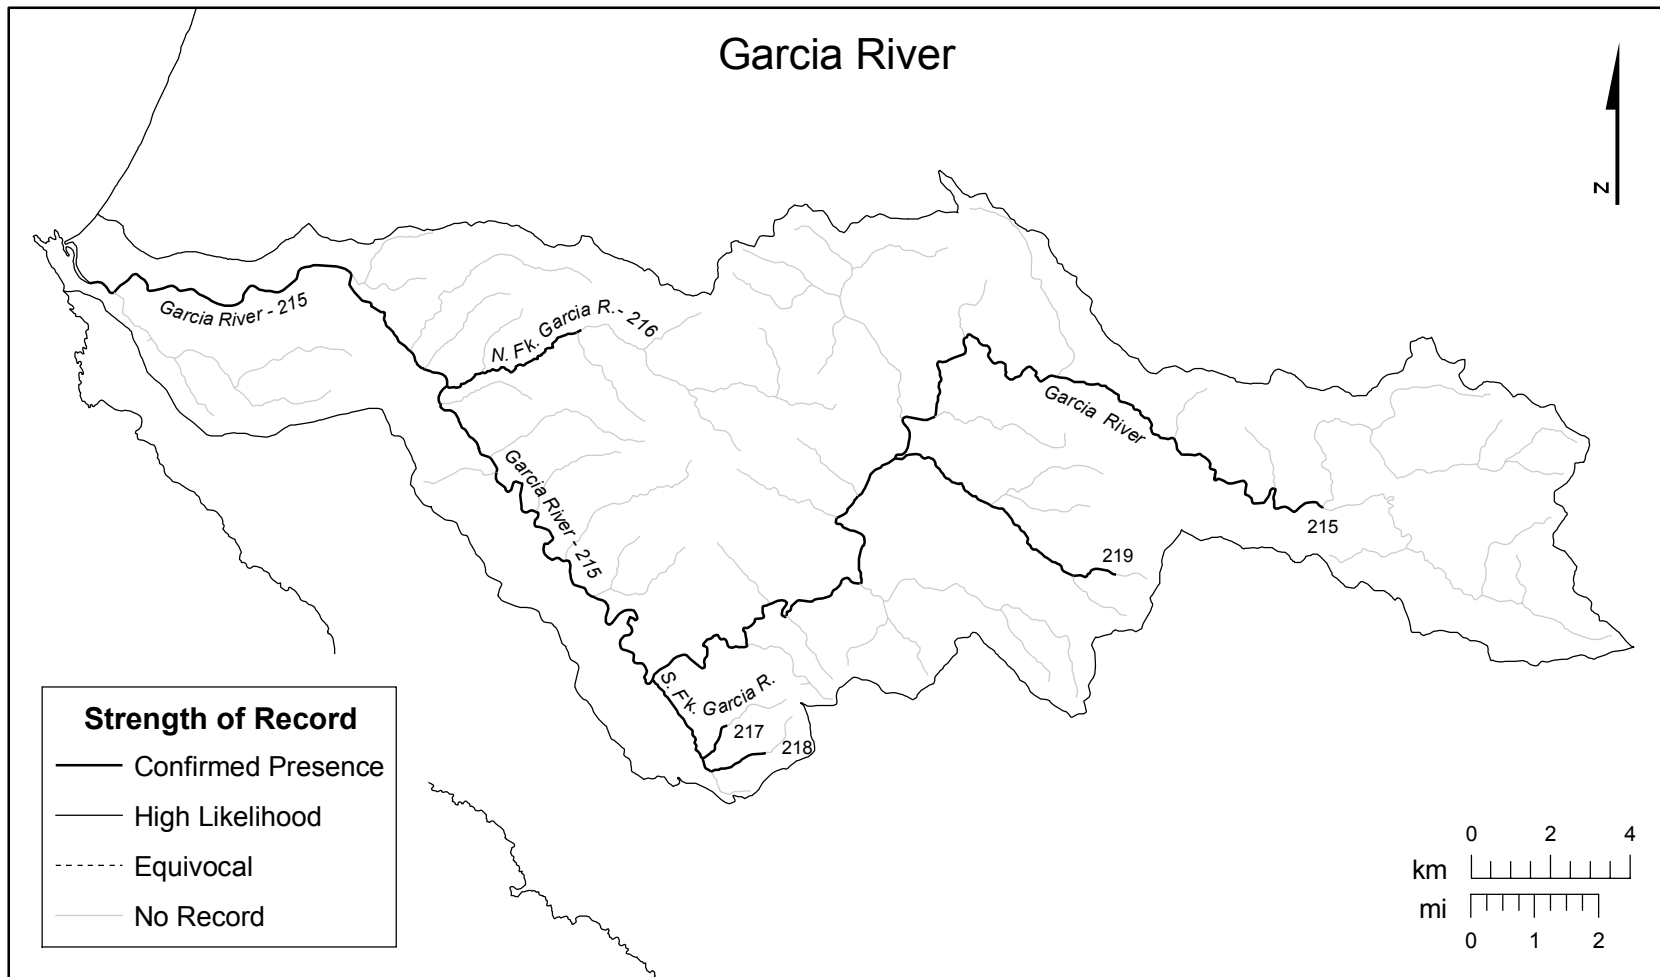 Garcia River
N
Garcia River - 215
N. Fk. Garcia R. - 216
Garcia River
Garcia River - 215
215
219
S. Fk. Garcia R.
217
218
Strength of Record
Confirmed Presence
High Likelihood
Equivocal
No Record
0 2 4
km
mi
0 1 2